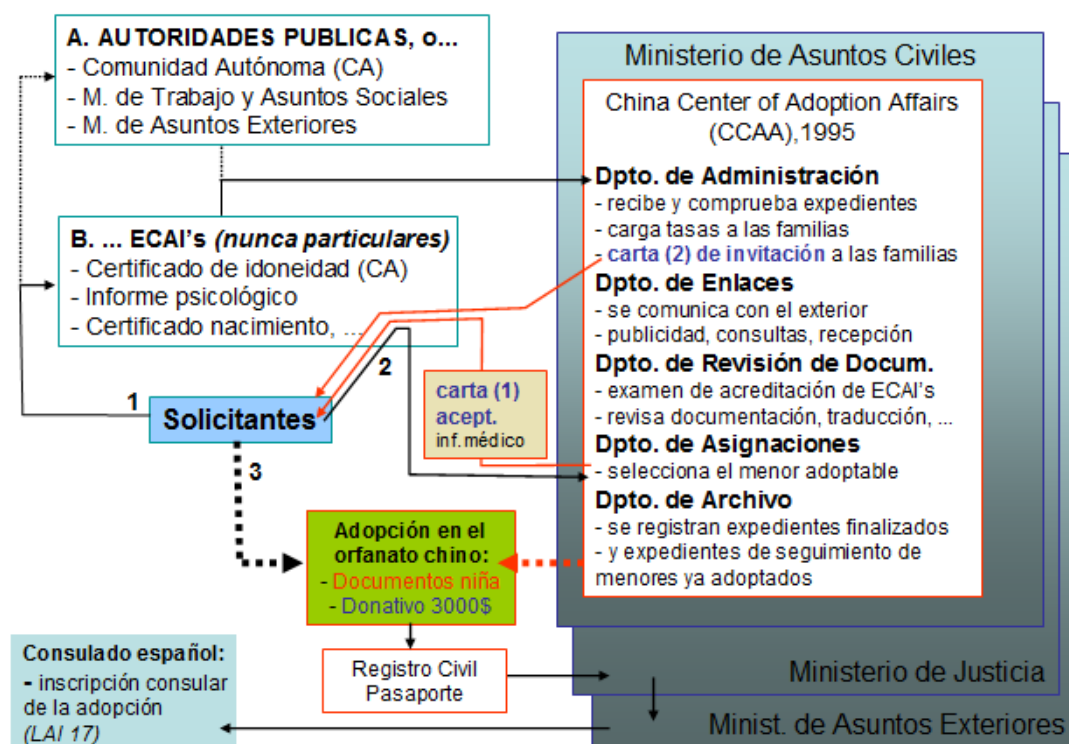 A. AUTORIDADES PUBLICAS, o...
- Comunidad Autónoma (CA)
- M. de Trabajo y Asuntos Sociales
- M. de Asuntos Exteriores
B. ... ECAI's (nunca particulares)
- Certificado de idoneidad (CA)
- Informe psicológico
- Certificado nacimiento, ...
1
2
Solicitantes
3
carta (1)
acept.
inf. médico
Ministerio de Asuntos Civiles
China Center of Adoption Affairs
(CCAA),1995
Dpto. de Administración
- recibe y comprueba expedientes
- carga tasas a las familias
- carta (2) de invitación a las familias
Dpto. de Enlaces
- se comunica con el exterior
- publicidad, consultas, recepción
Dpto. de Revisión de Docum.
- examen de acreditación de ECAI's
- revisa documentación, traducción, ...
Dpto. de Asignaciones
- selecciona el menor adoptable
Dpto. de Archivo
- se registran expedientes finalizados
- y expedientes de seguimiento de
menores ya adoptados
Adopción en el
orfanato chino:
- Documentos niña
- Donativo 3000$
Registro Civil
Pasaporte
Ministerio de Justicia
Minist. de Asuntos Exteriores
Consulado español:
- inscripción consular
de la adopción
(LAI 17)